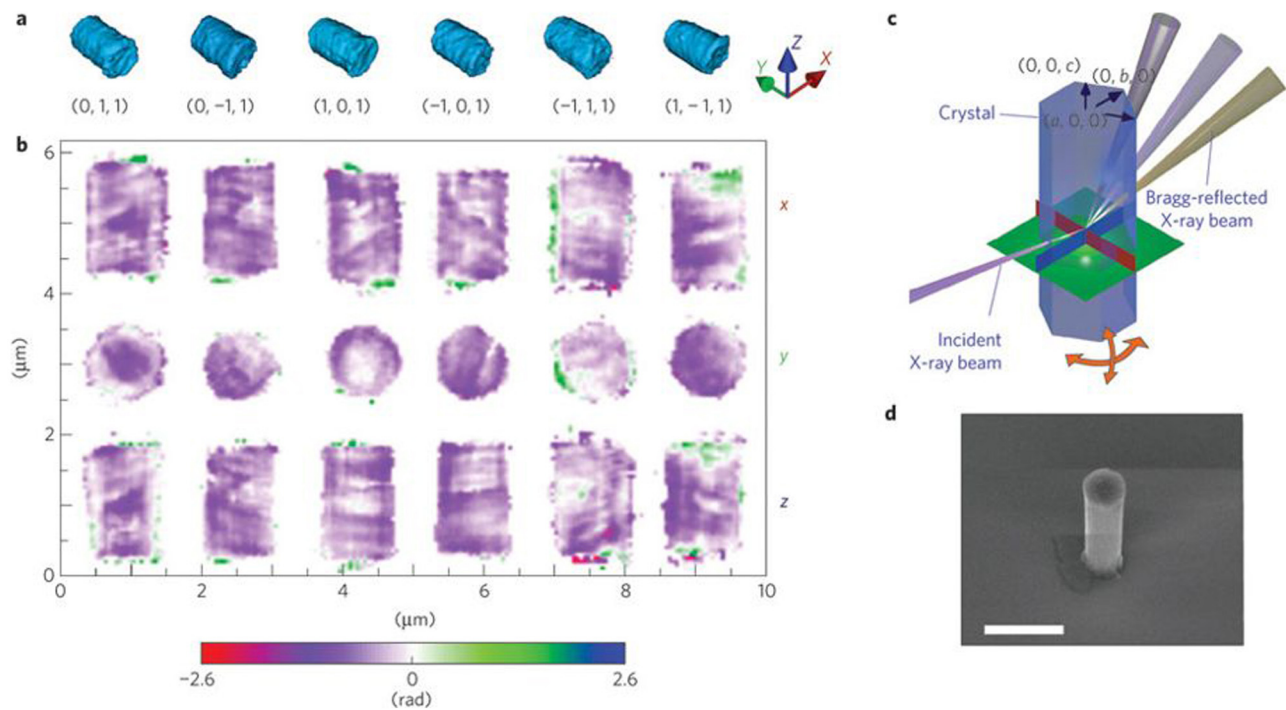 a
(0, 1, 1)
(0, −1, 1)
(1, 0, 1)
(−1, 0, 1)
(−1, 1, 1)
(1, −1, 1)
Z
Y
X
b
6
4
2
0
(μm)
x
y
z
0
2
4
6
8
10
(μm)
−2.6
0
2.6
(rad)
c
(0, 0, c)
(0, b, 0)
(a, 0, 0)
Crystal
Bragg-reflected
X-ray beam
Incident
X-ray beam
d